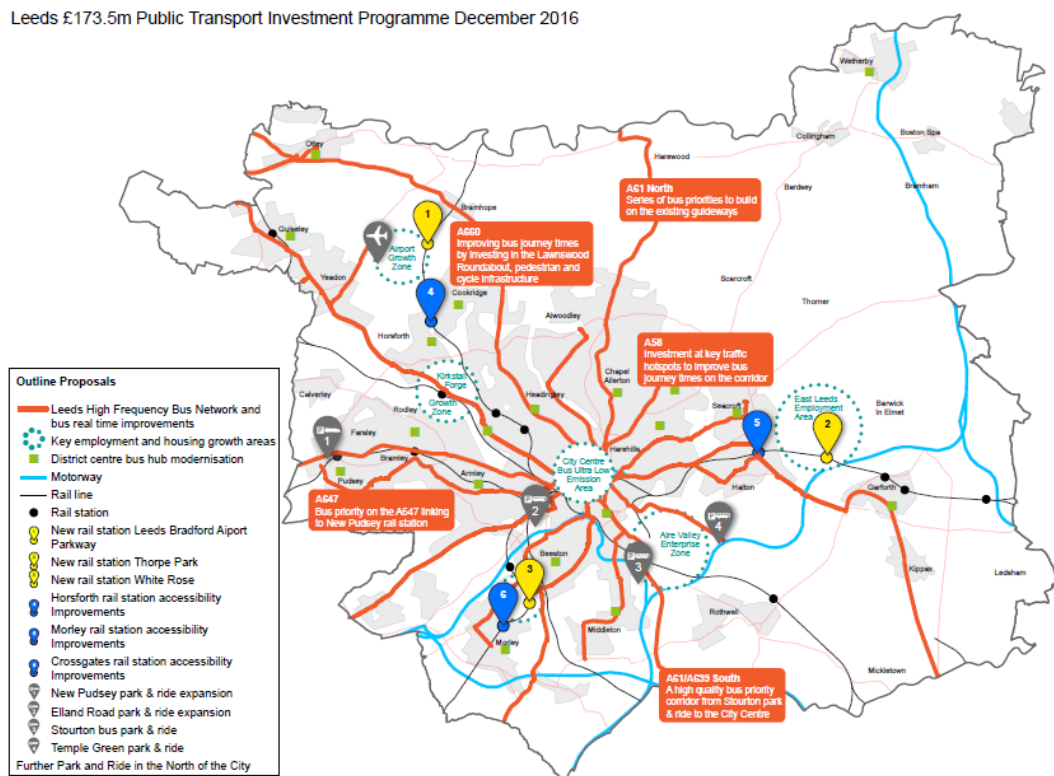 Leeds £173.5m Public Transport Investment Programme December 2016
Wetherby
Collingham
Boston Spa
Otley
Harewood
Bardsey
Bramham
A61 North
Series of bus priorities to build
on the existing guideways
Bramhope
1
Guiseley
Airport
Growth
Zone
A660
Improving bus journey times
by investing in the Lawnswood
Roundabout, pedestrian and
cycle infrastructure
Yeadon
Scarcroft
4
Cookridge
Thorner
Alwoodley
Horsforth
A58
Investment at key traffic
hotspots to improve bus
journey times on the corridor
Chapel
Allerton
Kirkstall
Forge
Growth
Zone
Headingley
Calverley
Rodley
Seacroft
East Leeds
Employment
Area
Barwick
In Elmet
5
2
1
Farsley
Harehills
Bramley
Pudsey
Armley
City Centre
Bus Ultra Low
Emission
Area
Halton
Garforth
A647
Bus priority on the A647 linking
to New Pudsey rail station
2
4
Aire Valley
Enterprise
Zone
Beeston
3
3
Kippax
Ledsham
6
Rothwell
Middleton
Morley
Mickletown
A61/A639 South
A high quality bus priority
corridor from Stourton park
& ride to the City Centre
Outline Proposals
Leeds High Frequency Bus Network and
bus real time improvements
Key employment and housing growth areas
District centre bus hub modernisation
Motorway
Rail line
Rail station
New rail station Leeds Bradford Aiport
Parkway
New rail station Thorpe Park
New rail station White Rose
Horsforth rail station accessibility
Improvements
Morley rail station accessibility
Improvements
Crossgates rail station accessibility
Improvements
New Pudsey park & ride expansion
Elland Road park & ride expansion
Stourton bus park & ride
Temple Green park & ride
Further Park and Ride in the North of the City